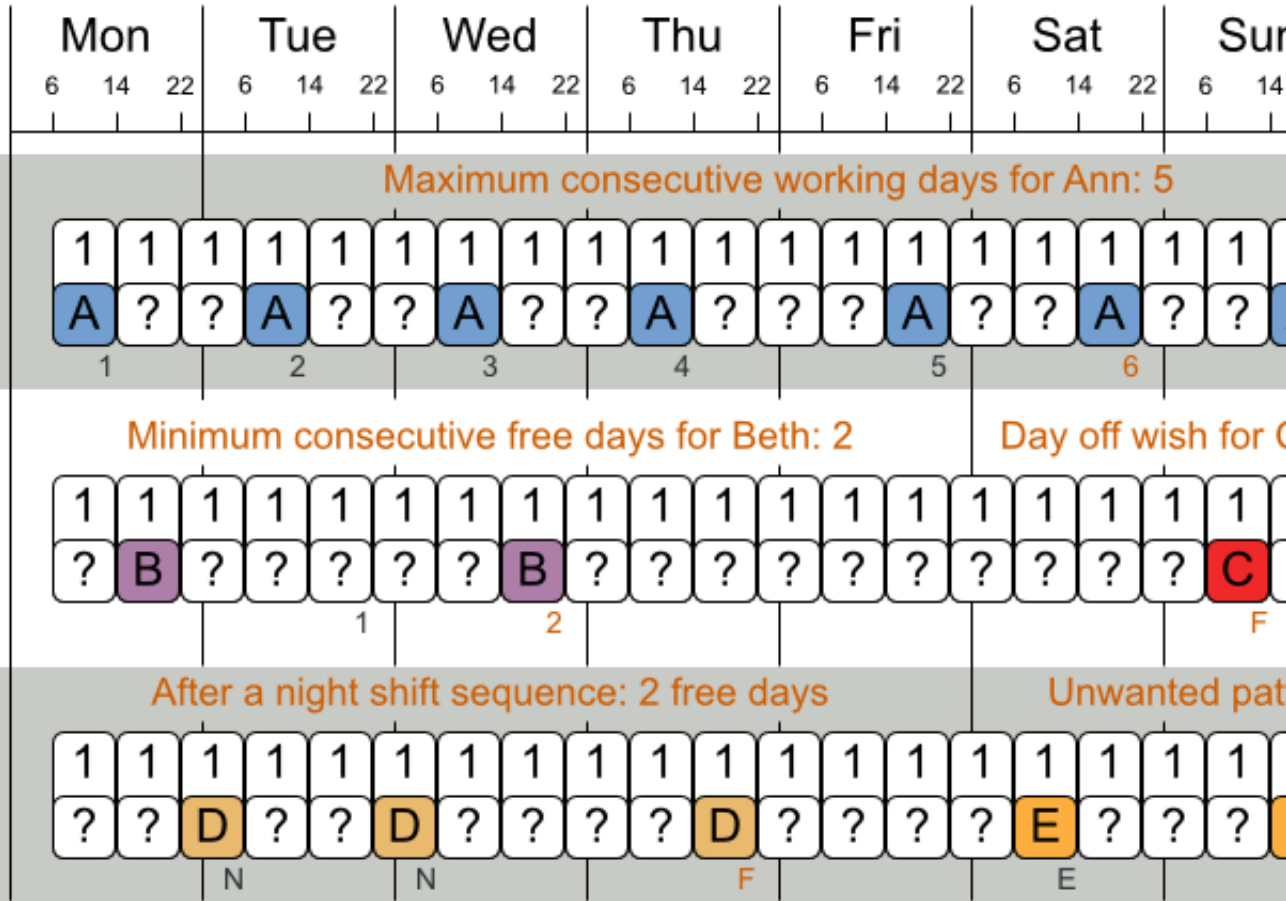 Mon Tue Wed Thu Fri Sat
6 14 22 6 14 22 6 14 22 6 14 22 6 14 22 6 14 22 6 14
Maximum consecutive working days for Ann: 5
1 1 1 1 1 1 1 1 1 1 1 1 1 1 1 1 1 1 1
A ? ? A ? ? A ? ? A ? ? ? A ? ? A ? ?
1 2 3 4 5 6
Minimum consecutive free days for Beth: 2 Day off wish for
1 1 1 1 1 1 1 1 1 1 1 1 1 1 1 1 1 1 1
? B ? ? ? ? ? B ? ? ? ? ? ? ? ? ? ? C
1 2 F
After a night shift sequence: 2 free days Unwanted
1 1 1 1 1 1 1 1 1 1 1 1 1 1 1 1 1 1 1
? ? D ? ? D ? ? ? ? D ? ? ? ? E ? ? ?
N N F E